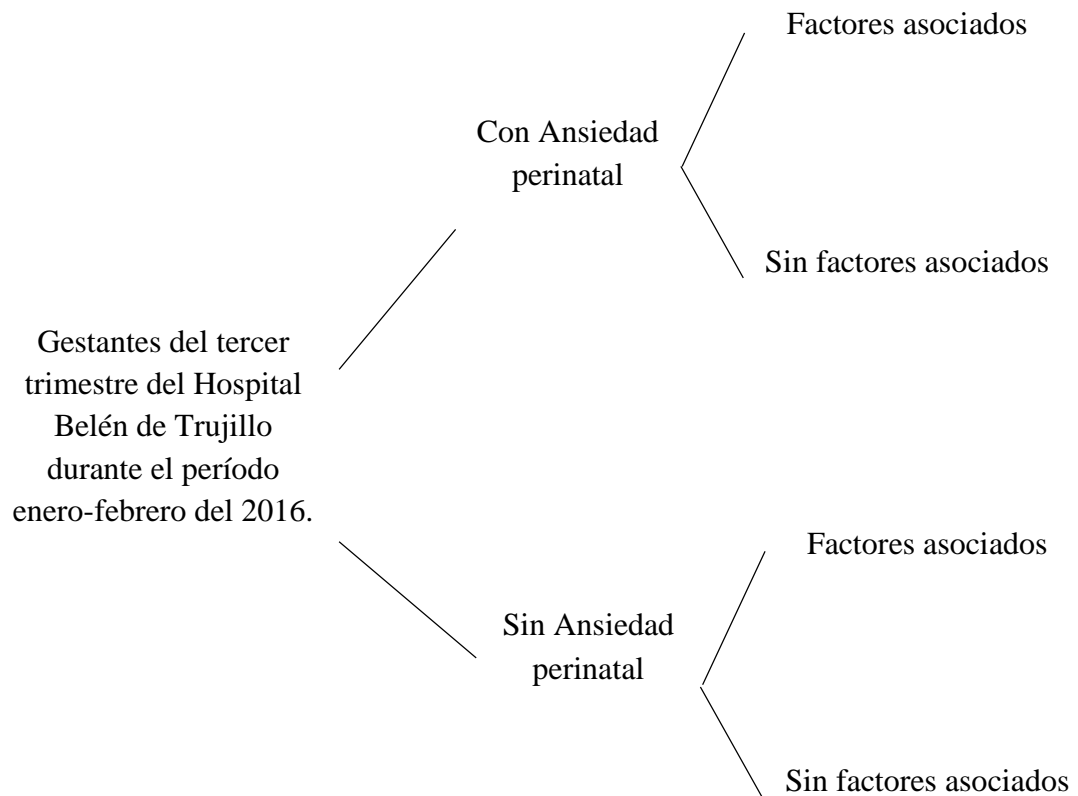 Factores asociados
Con Ansiedad
perinatal
Sin factores asociados
Gestantes del tercer
trimestre del Hospital
Belén de Trujillo
durante el período
enero-febrero del 2016.
Factores asociados
Sin Ansiedad
perinatal
Sin factores asociados